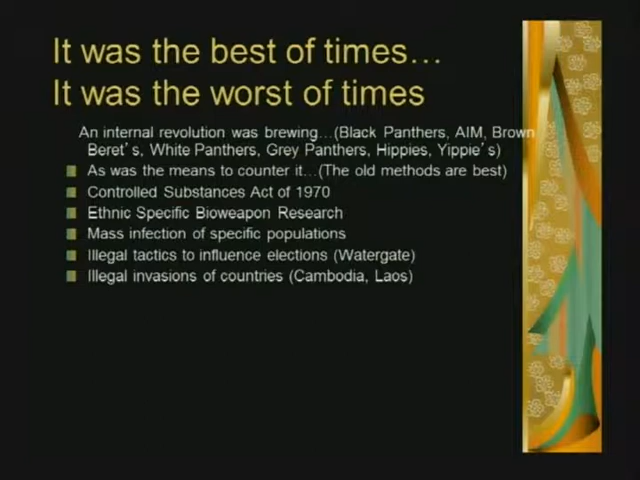 It was the best of times…
It was the worst of times
An internal revolution was brewing…(Black Panthers, AIM, Brown
Beret's, White Panthers, Grey Panthers, Hippies, Yippie's)
As was the means to counter it…(The old methods are best)
Controlled Substances Act of 1970
Ethnic Specific Bioweapon Research
Mass infection of specific populations
Illegal tactics to influence elections (Watergate)
Illegal invasions of countries (Cambodia, Laos)